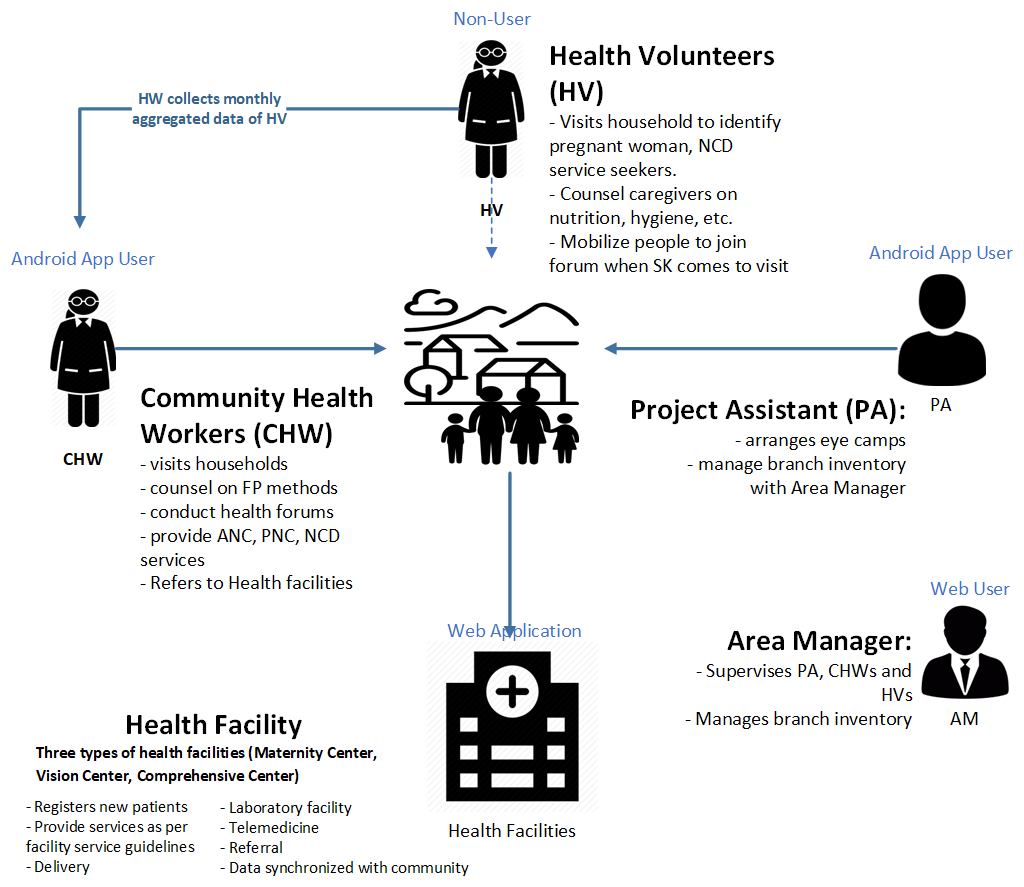 Non-User
Health Volunteers
(HV)
- Visits household to identify
pregnant woman, NCD
service seekers.
- Counsel caregivers on
nutrition, hygiene, etc.
- Mobilize people to join
forum when SK comes to visit
HV
HW collects monthly
aggregated data of HV
Android App User
CHW
Community Health
Workers (CHW)
- visits households
- counsel on FP methods
- conduct health forums
- provide ANC, PNC, NCD
services
- Refers to Health facilities
Android App User
PA
Project Assistant (PA):
- arranges eye camps
- manage branch inventory
with Area Manager
Web User
Area Manager:
- Supervises PA, CHWs and
HVs
- Manages branch inventory
AM
Web Application
Health Facilities
Health Facility
Three types of health facilities (Maternity Center,
Vision Center, Comprehensive Center)
- Registers new patients
- Provide services as per
facility service guidelines
- Delivery
- Laboratory facility
- Telemedicine
- Referral
- Data synchronized with community